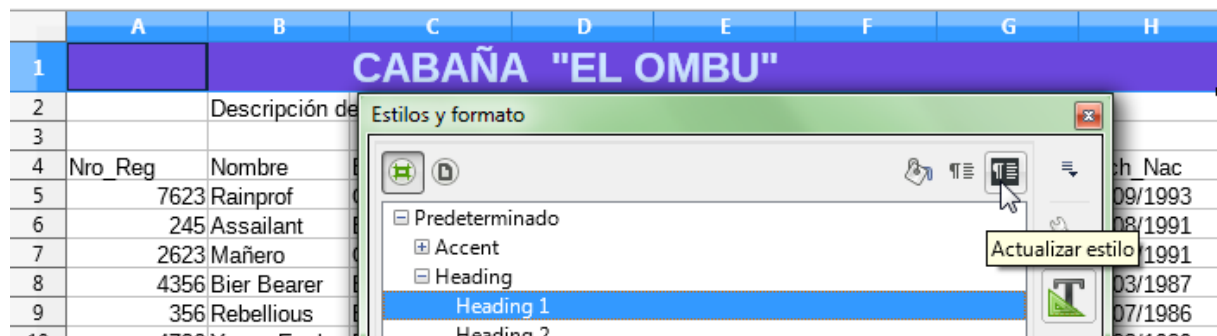 A B C D E F G H
1 CABAÑA "EL OMBU"
2 Descripción de
Estilos y formato
3
4 Nro_Reg Nombre ch_Nac
5 7623 Rainprof 09/1993
Predeterminado
6 245 Assailant 08/1991
Accent
Actualizar estilo
7 2623 Mañero 1991
Heading
8 4356 Bier Bearer 03/1987
Heading 1
9 356 Rebellious 07/1986
Heading 2